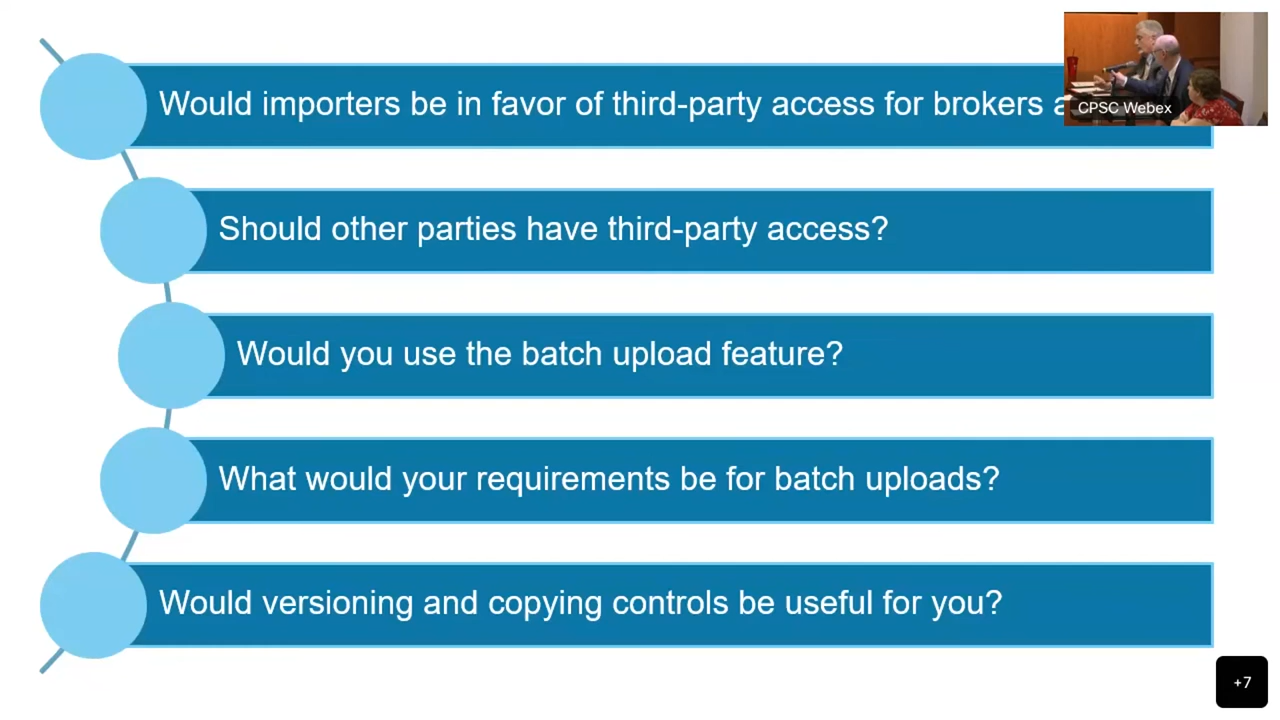 Would importers be in favor of third-party access for brokers
CPSC Webex
Should other parties have third-party access?
Would you use the batch upload feature?
What would your requirements be for batch uploads?
Would versioning and copying controls be useful for you?
+7